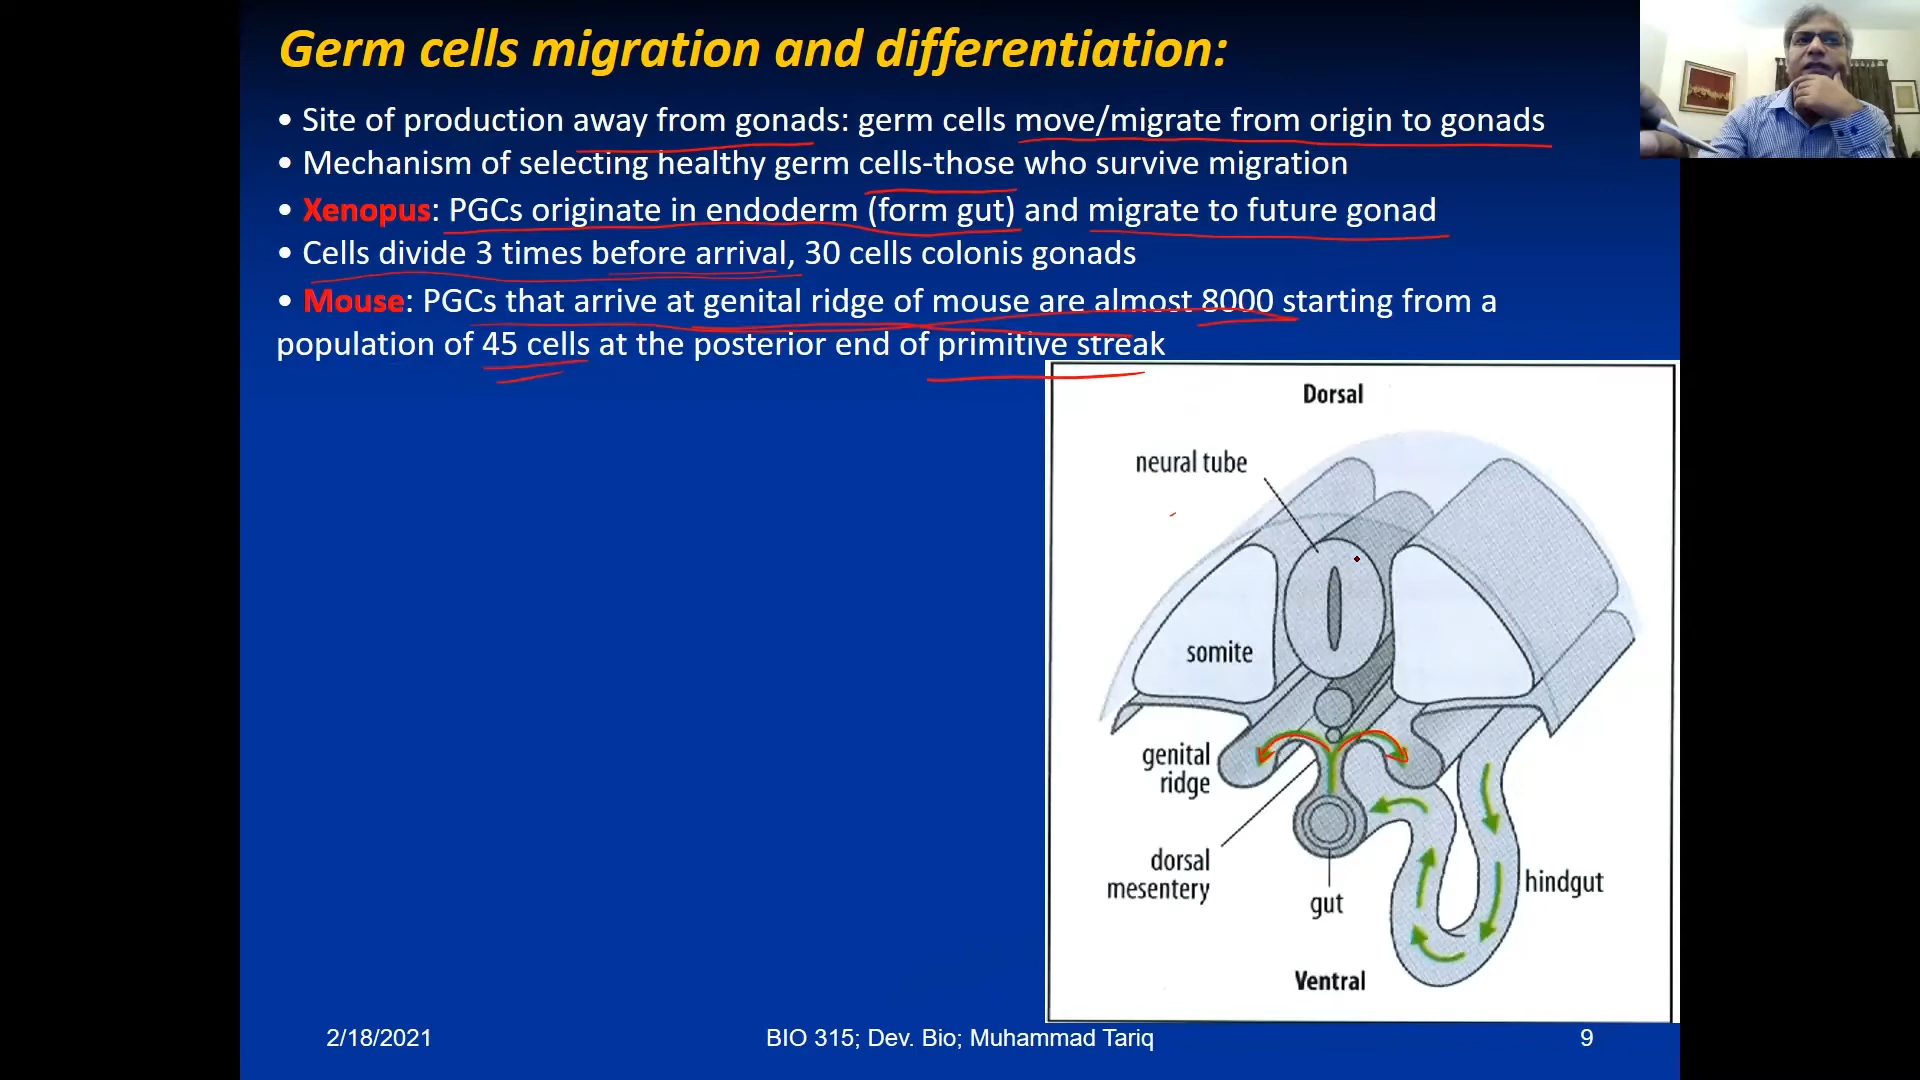 Germ cells migration and differentiation:
• Site of production away from gonads: germ cells move/migrate from origin to gonads
• Mechanism of selecting healthy germ cells-those who survive migration
• Xenopus: PGCs originate in endoderm (form gut) and migrate to future gonad
• Cells divide 3 times before arrival, 30 cells colonis gonads
• Mouse: PGCs that arrive at genital ridge of mouse are almost 8000 starting from a
population of 45 cells at the posterior end of primitive streak
Dorsal
neural tube
somite
genital
ridge
dorsal
mesentery
gut
hindgut
Ventral
2/18/2021
BIO 315; Dev. Bio; Muhammad Tariq
9